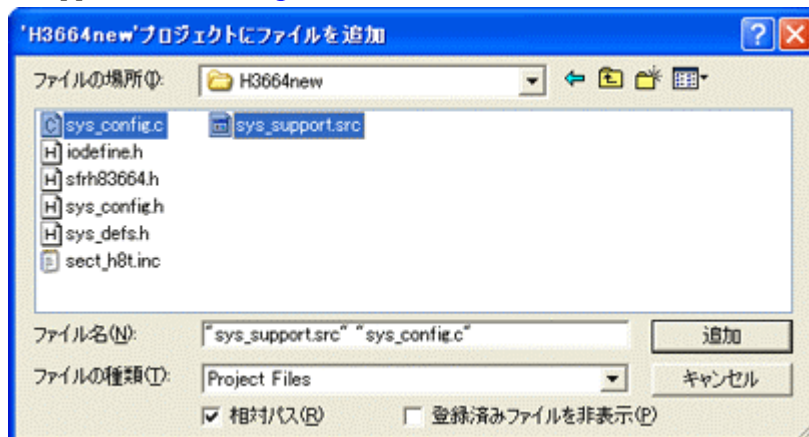 'H3664new'プロジェクトにファイルを追加
ファイルの場所(I): H3664new
sys_config.c sys_support.src
iodefine.h
sfrh83664.h
sys_config.h
sys_defs.h
sect_h8t.inc
ファイル名(N): "sys_support.src" "sys_config.c" 追加
ファイルの種類(T): Project Files キャンセル
相対パス(R) 登録済みファイルを非表示(P)